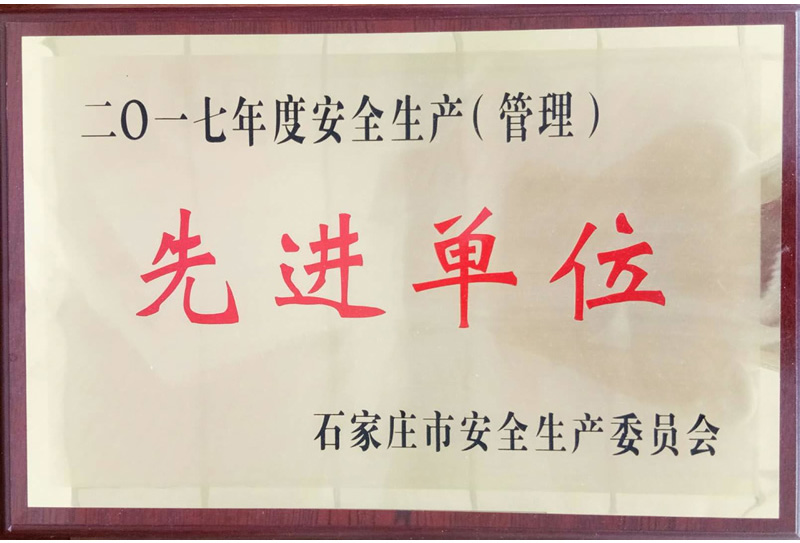 二〇一七年度安全生产（管理）
先进单位
石家庄市安全生产委员会